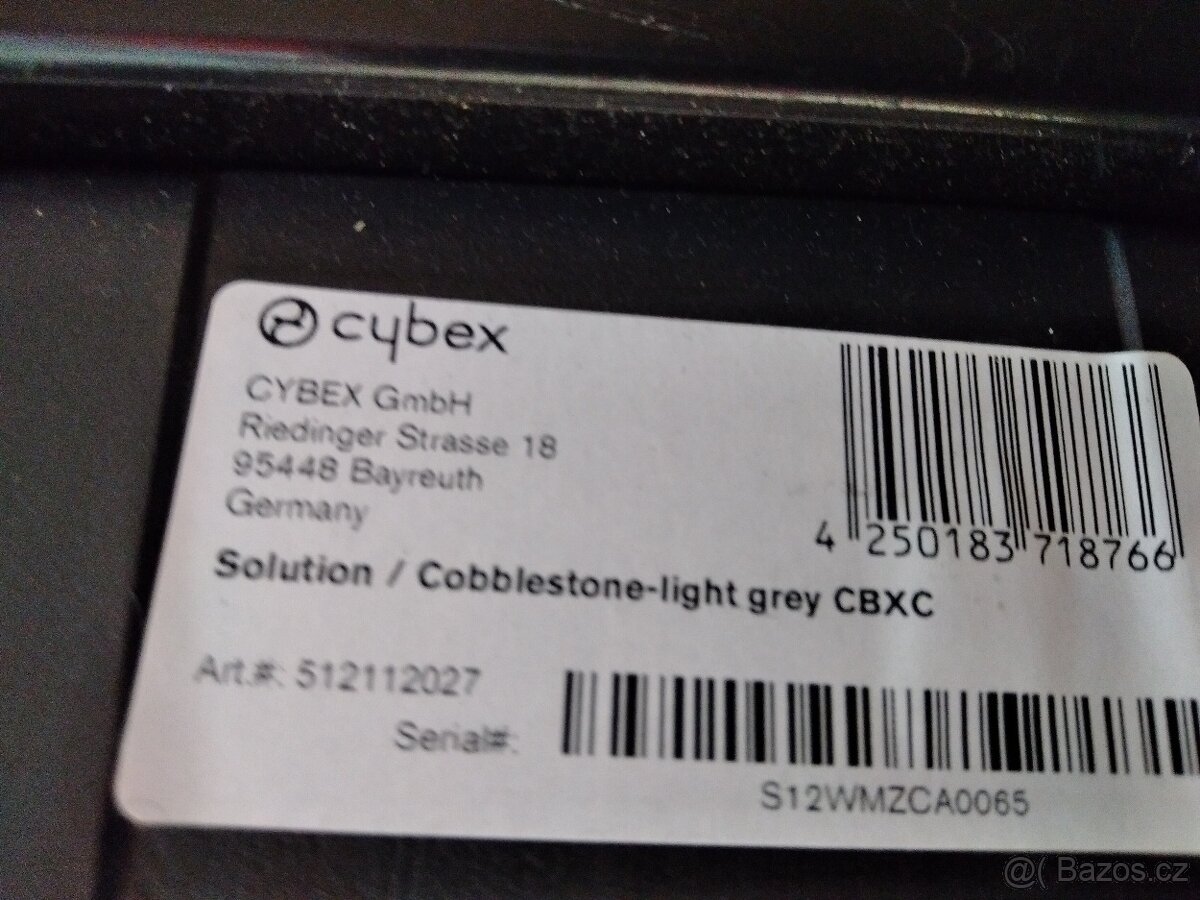 cybex
CYBEX GmbH
Riedinger Strasse 18
95448 Bayreuth
Germany
4 250183 718766
Solution / Cobblestone-light grey CBXC
Art.#: 512112027
Serial#:
S12WMZCA0065
@( Bazos.cz